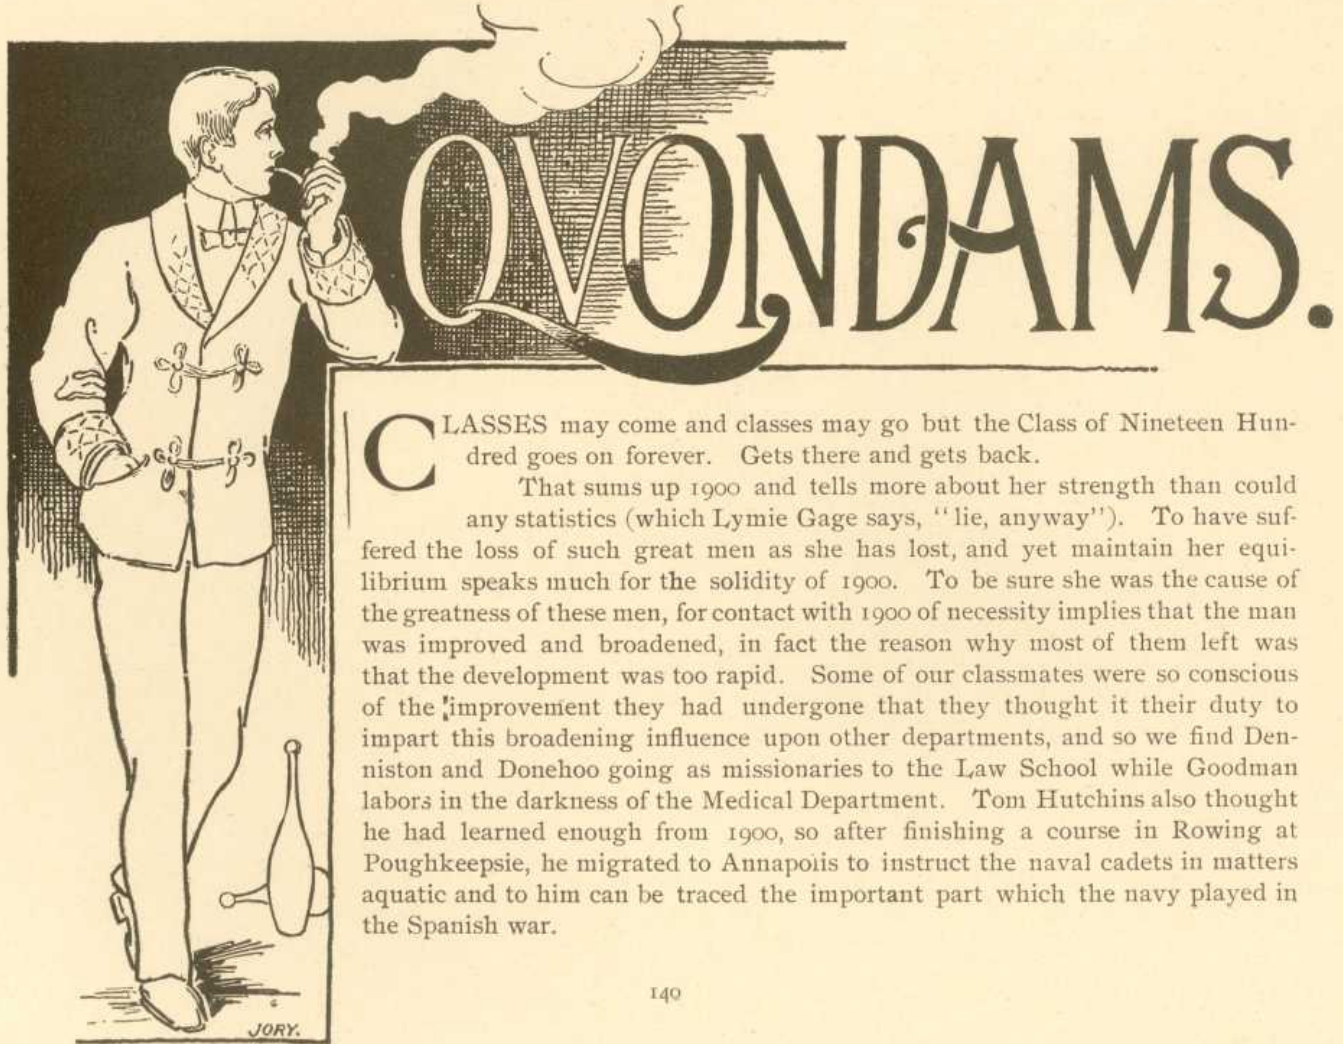 QVONDAMS.
CLASSES may come and classes may go but the Class of Nineteen Hun-
dred goes on forever. Gets there and gets back.
That sums up 1900 and tells more about her strength than could
any statistics (which Lymie Gage says, "lie, anyway"). To have suf-
fered the loss of such great men as she has lost, and yet maintain her equi-
librium speaks much for the solidity of 1900. To be sure she was the cause of
the greatness of these men, for contact with 1900 of necessity implies that the man
was improved and broadened, in fact the reason why most of them left was
that the development was too rapid. Some of our classmates were so conscious
of the improvement they had undergone that they thought it their duty to
impart this broadening influence upon other departments, and so we find Den-
niston and Donehoo going as missionaries to the Law School while Goodman
labors in the darkness of the Medical Department. Tom Hutchins also thought
he had learned enough from 1900, so after finishing a course in Rowing at
Poughkeepsie, he migrated to Annapolis to instruct the naval cadets in matters
aquatic and to him can be traced the important part which the navy played in
the Spanish war.
140
JORY.